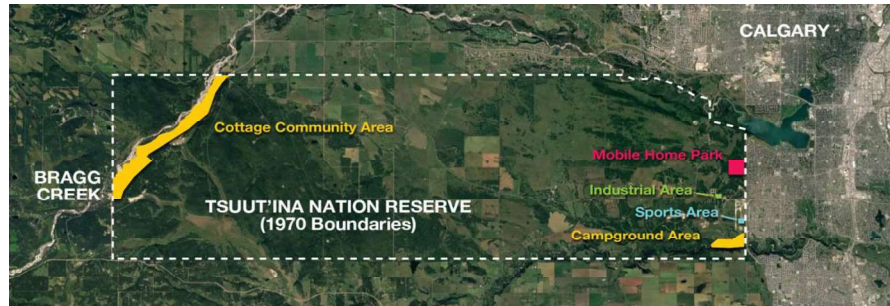 CALGARY
Cottage Community Area
Mobile Home Park
BRAGG
CREEK
Industrial Area
TSUUT'INA NATION RESERVE
(1970 Boundaries)
Sports Area
Campground Area